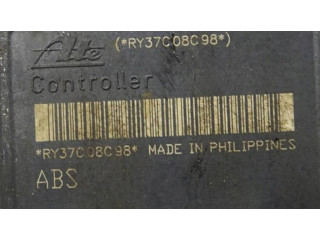 (*RY37C08C98*)
Ate
Controller
*RY37C08C98* MADE IN PHILIPPINES
ABS